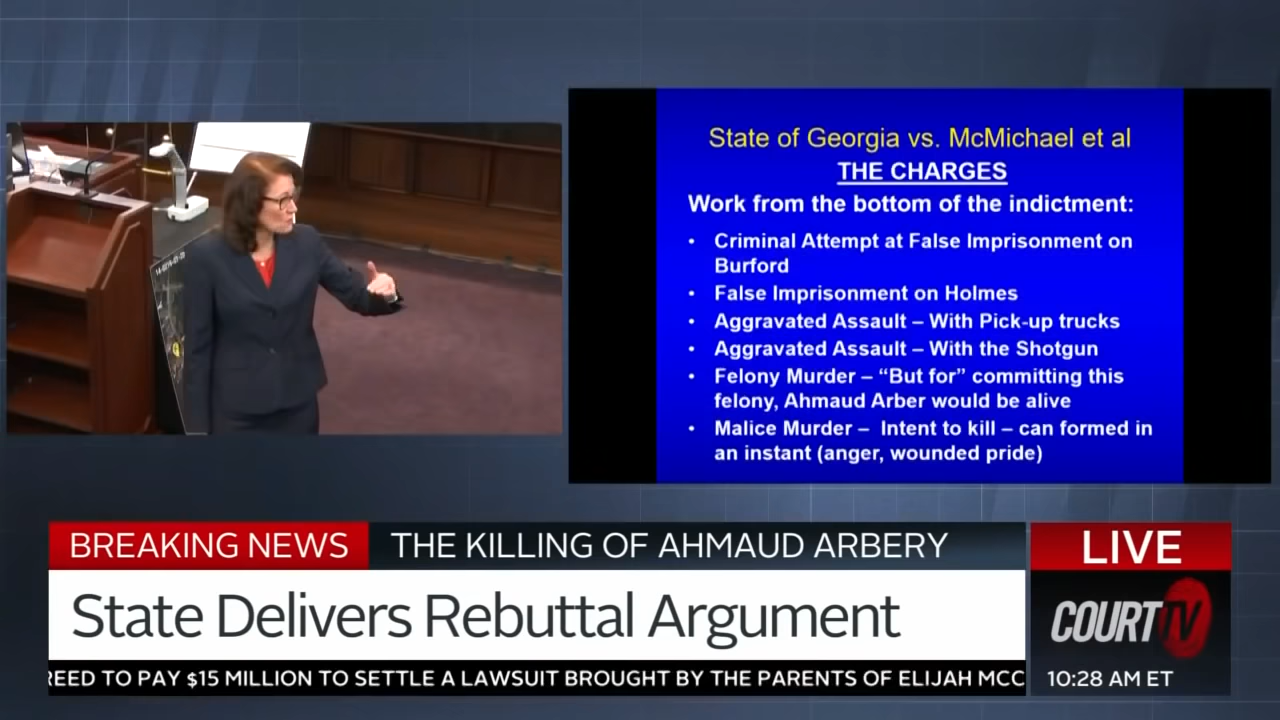 State of Georgia vs. McMichael et al
THE CHARGES
Work from the bottom of the indictment:
• Criminal Attempt at False Imprisonment on
Burford
• False Imprisonment on Holmes
• Aggravated Assault – With Pick-up trucks
• Aggravated Assault – With the Shotgun
• Felony Murder – “But for” committing this
felony, Ahmaud Arber would be alive
• Malice Murder – Intent to kill – can formed in
an instant (anger, wounded pride)
BREAKING NEWS
THE KILLING OF AHMAUD ARBERY
LIVE
State Delivers Rebuttal Argument
COURT TV
REED TO PAY $15 MILLION TO SETTLE A LAWSUIT BROUGHT BY THE PARENTS OF ELIJAH MCC
10:28 AM ET